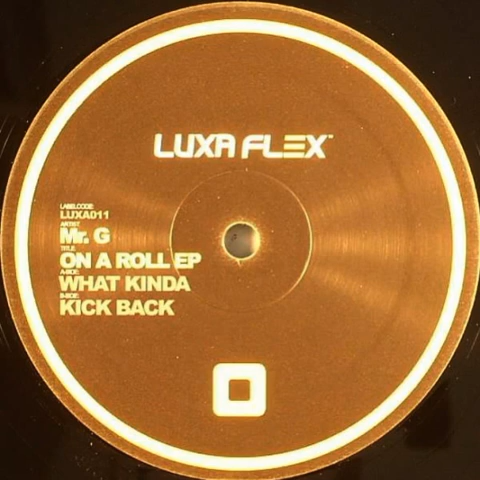 LUXA FLEX™
LABELCODE:
LUXA011
ARTIST:
Mr. G
TITLE:
ON A ROLL EP
A-SIDE:
WHAT KINDA
B-SIDE:
KICK BACK